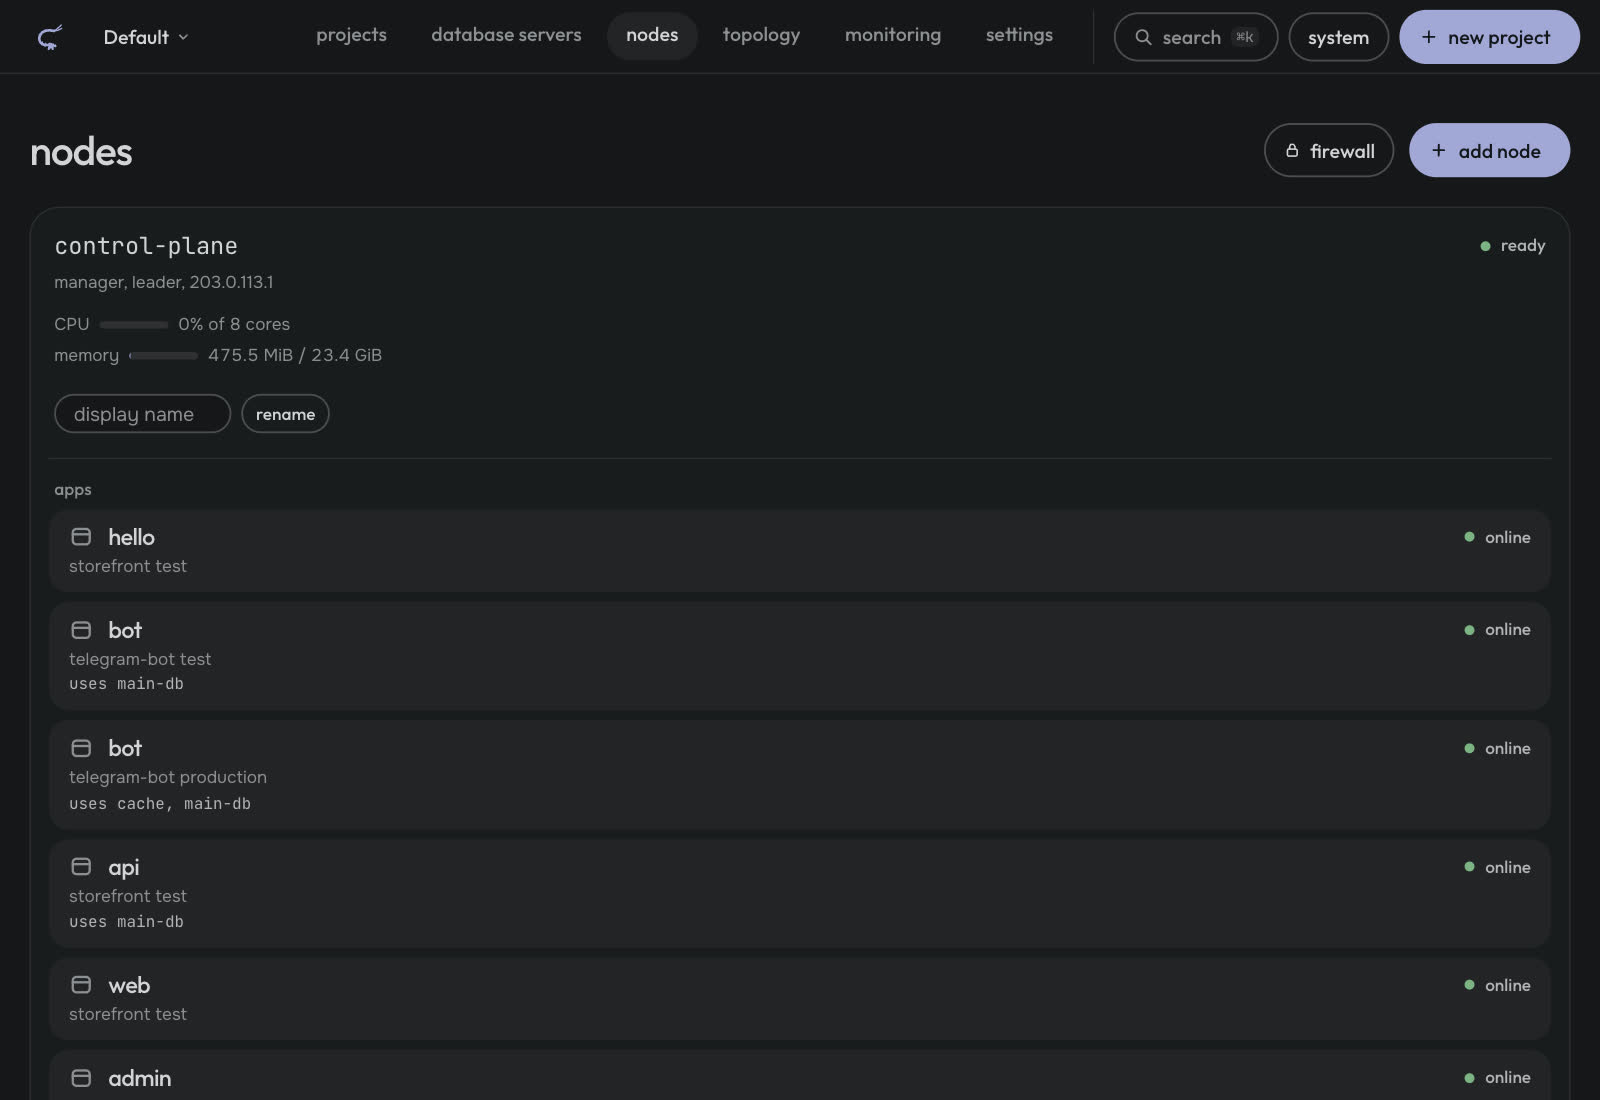 Default
projects
database servers
nodes
topology
monitoring
settings
search ⌘k
system
+ new project
nodes
firewall
+ add node
control-plane
ready
manager, leader, 203.0.113.1
CPU 0% of 8 cores
memory 475.5 MiB / 23.4 GiB
display name
rename
apps
hello
online
storefront test
bot
online
telegram-bot test
uses main-db
bot
online
telegram-bot production
uses cache, main-db
api
online
storefront test
uses main-db
web
online
storefront test
admin
online